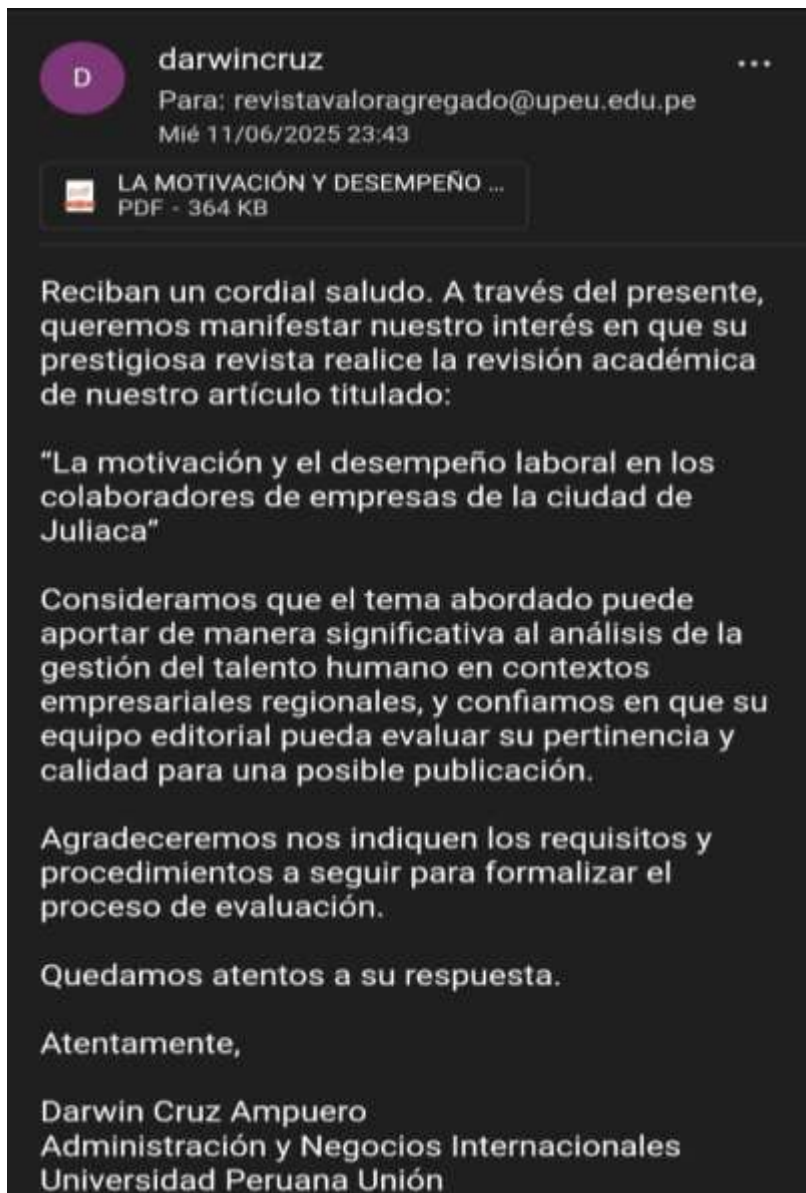 D
darwincruz
...
Para: revistavaloragregado@upeu.edu.pe
Mié 11/06/2025 23:43
LA MOTIVACIÓN Y DESEMPEÑO ...
PDF - 364 KB
Reciban un cordial saludo. A través del presente,
queremos manifestar nuestro interés en que su
prestigiosa revista realice la revisión académica
de nuestro artículo titulado:
“La motivación y el desempeño laboral en los
colaboradores de empresas de la ciudad de
Juliaca”
Consideramos que el tema abordado puede
aportar de manera significativa al análisis de la
gestión del talento humano en contextos
empresariales regionales, y confiamos en que su
equipo editorial pueda evaluar su pertinencia y
calidad para una posible publicación.
Agradeceremos nos indiquen los requisitos y
procedimientos a seguir para formalizar el
proceso de evaluación.
Quedamos atentos a su respuesta.
Atentamente,
Darwin Cruz Ampuero
Administración y Negocios Internacionales
Universidad Peruana Unión